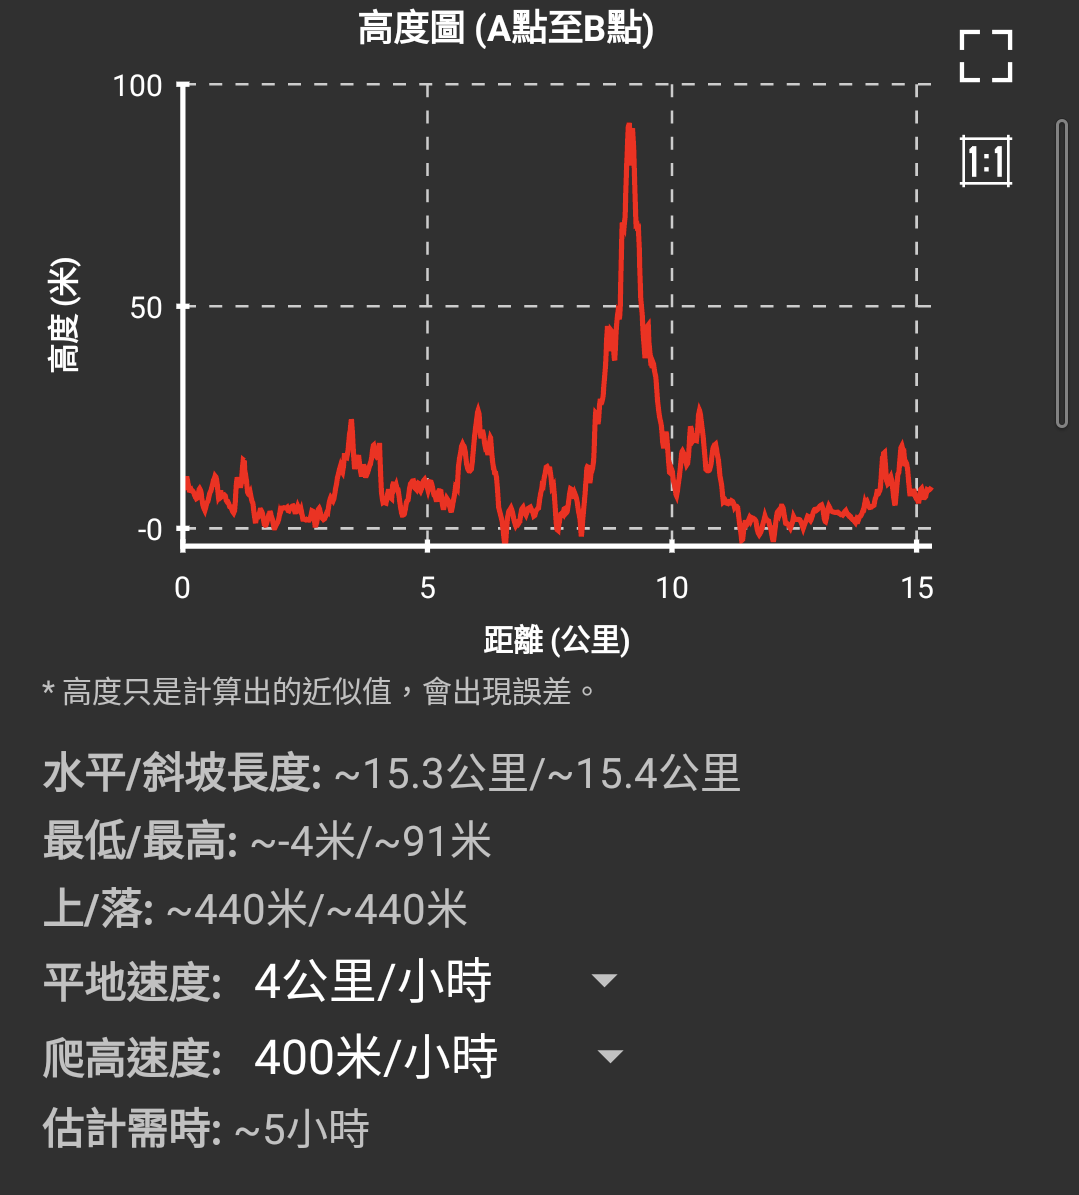 高度圖 (A點至B點)
1:1
100
50
-0
高度 (米)
0 5 10 15
距離 (公里)
* 高度只是計算出的近似值，會出現誤差。
水平/斜坡長度: ~15.3公里/~15.4公里
最低/最高: ~-4米/~91米
上/落: ~440米/~440米
平地速度: 4公里/小時
爬高速度: 400米/小時
估計需時: ~5小時